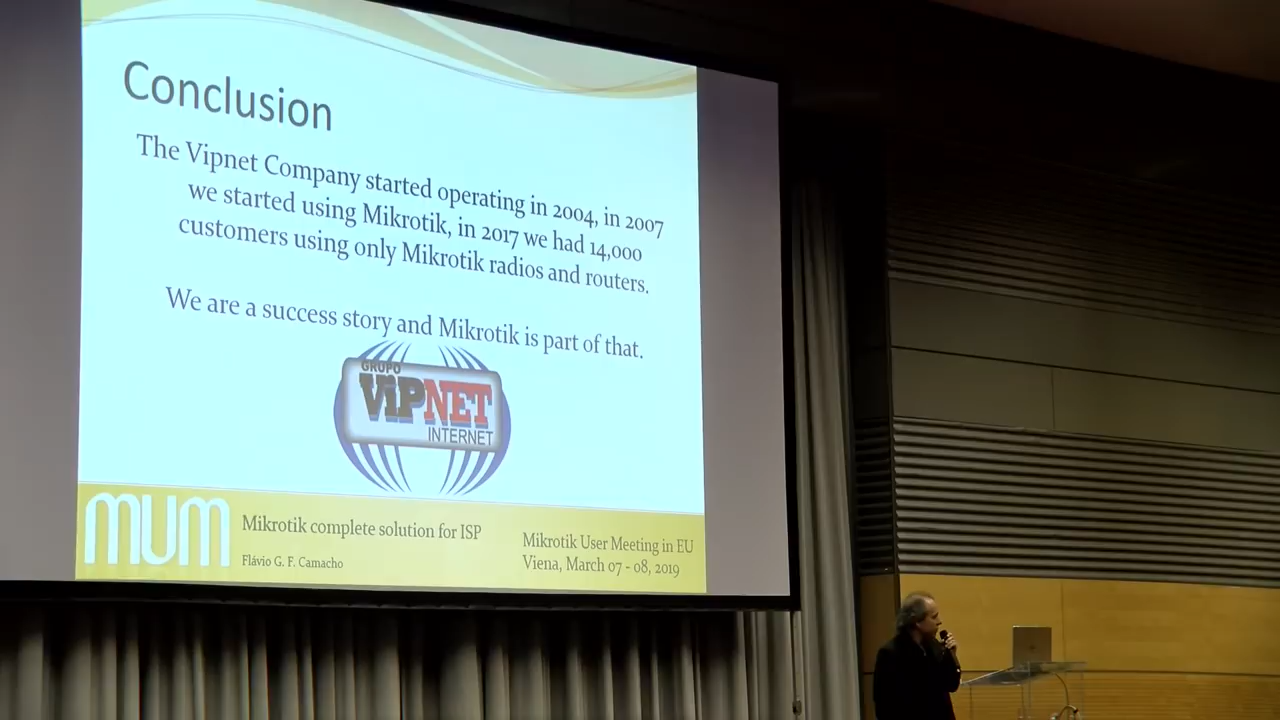 Conclusion
The Vipnet Company started operating in 2004, in 2007
we started using Mikrotik, in 2017 we had 14,000
customers using only Mikrotik radios and routers.
We are a success story and Mikrotik is part of that.
GRUPO
ViPNET
INTERNET
MUM
Mikrotik complete solution for ISP
Flávio G. F. Camacho
Mikrotik User Meeting in EU
Viena, March 07 - 08, 2019